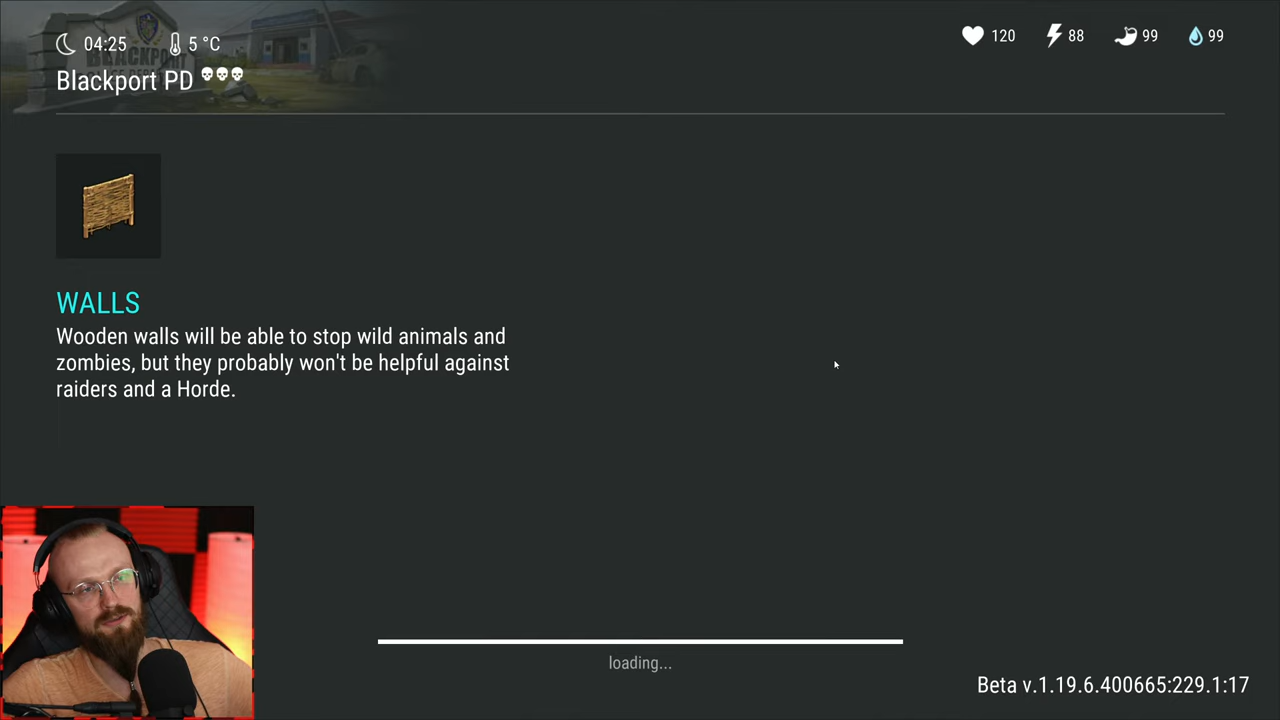 04:25 5 °C
120 88 99 99
BLACKPORT
Blackport PD
WALLS
Wooden walls will be able to stop wild animals and
zombies, but they probably won't be helpful against
raiders and a Horde.
loading...
Beta v.1.19.6.400665:229.1:17